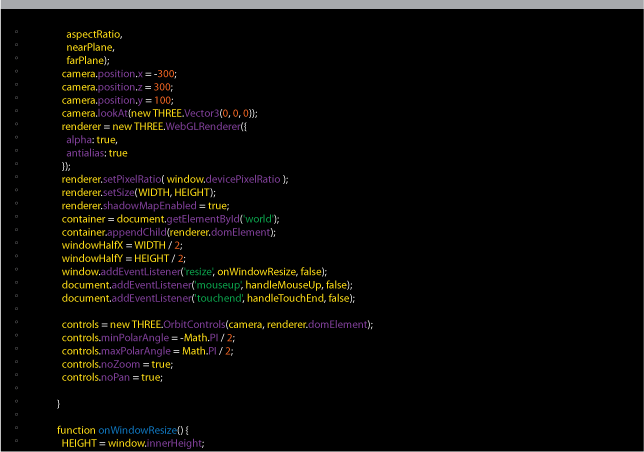 aspectRatio,
nearPlane,
farPlane);
camera.position.x = -300;
camera.position.z = 300;
camera.position.y = 100;
camera.lookAt(new THREE.Vector3(0, 0, 0));
renderer = new THREE.WebGLRenderer({
alpha: true,
antialias: true
});
renderer.setPixelRatio( window.devicePixelRatio );
renderer.setSize(WIDTH, HEIGHT);
renderer.shadowMapEnabled = true;
container = document.getElementById('world');
container.appendChild(renderer.domElement);
windowHalfX = WIDTH / 2;
windowHalfY = HEIGHT / 2;
window.addEventListener('resize', onWindowResize, false);
document.addEventListener('mouseup', handleMouseUp, false);
document.addEventListener('touchend', handleTouchEnd, false);
controls = new THREE.OrbitControls(camera, renderer.domElement);
controls.minPolarAngle = -Math.PI / 2;
controls.maxPolarAngle = Math.PI / 2;
controls.noZoom = true;
controls.noPan = true;
}
function onWindowResize() {
HEIGHT = window.innerHeight;